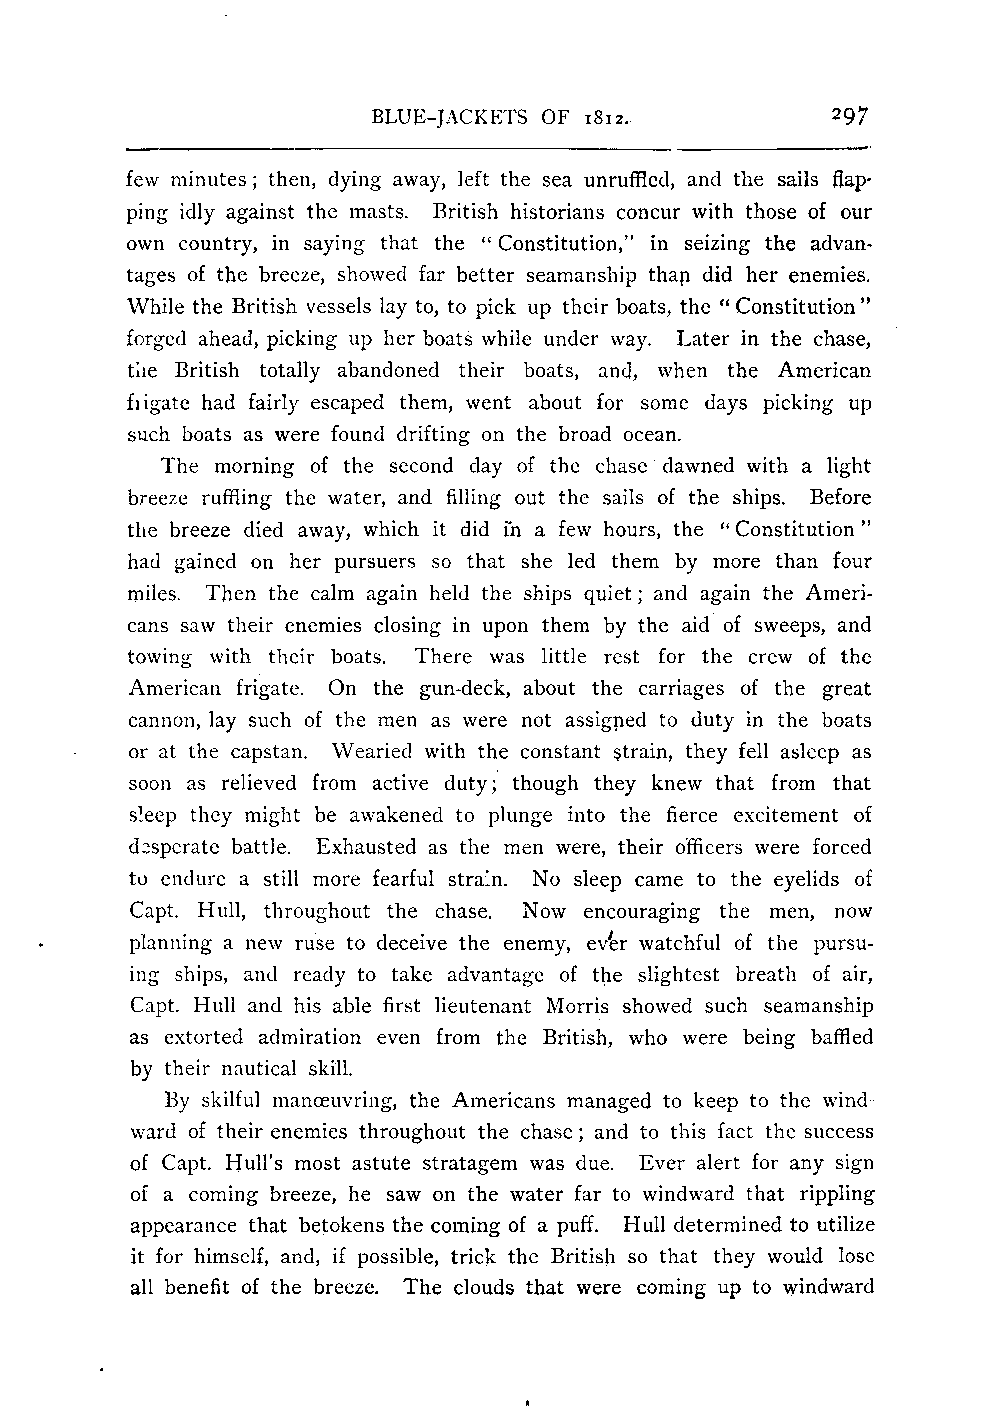 BLUE-JACKETS OF 1812. 297
few minutes; then, dying away, left the sea unruffled, and the sails flap-
ping idly against the masts. British historians concur with those of our
own country, in saying that the "Constitution," in seizing the advan-
tages of the breeze, showed far better seamanship than did her enemies.
While the British vessels lay to, to pick up their boats, the "Constitution"
forged ahead, picking up her boats while under way. Later in the chase,
the British totally abandoned their boats, and, when the American
frigate had fairly escaped them, went about for some days picking up
such boats as were found drifting on the broad ocean.
The morning of the second day of the chase dawned with a light
breeze ruffling the water, and filling out the sails of the ships. Before
the breeze died away, which it did in a few hours, the "Constitution"
had gained on her pursuers so that she led them by more than four
miles. Then the calm again held the ships quiet; and again the Ameri-
cans saw their enemies closing in upon them by the aid of sweeps, and
towing with their boats. There was little rest for the crew of the
American frigate. On the gun-deck, about the carriages of the great
cannon, lay such of the men as were not assigned to duty in the boats
or at the capstan. Wearied with the constant strain, they fell asleep as
soon as relieved from active duty; though they knew that from that
sleep they might be awakened to plunge into the fierce excitement of
desperate battle. Exhausted as the men were, their officers were forced
to endure a still more fearful strain. No sleep came to the eyelids of
Capt. Hull, throughout the chase. Now encouraging the men, now
planning a new ruse to deceive the enemy, ever watchful of the pursu-
ing ships, and ready to take advantage of the slightest breath of air,
Capt. Hull and his able first lieutenant Morris showed such seamanship
as extorted admiration even from the British, who were being baffled
by their nautical skill.
By skilful manœuvring, the Americans managed to keep to the wind-
ward of their enemies throughout the chase; and to this fact the success
of Capt. Hull's most astute stratagem was due. Ever alert for any sign
of a coming breeze, he saw on the water far to windward that rippling
appearance that betokens the coming of a puff. Hull determined to utilize
it for himself, and, if possible, trick the British so that they would lose
all benefit of the breeze. The clouds that were coming up to windward